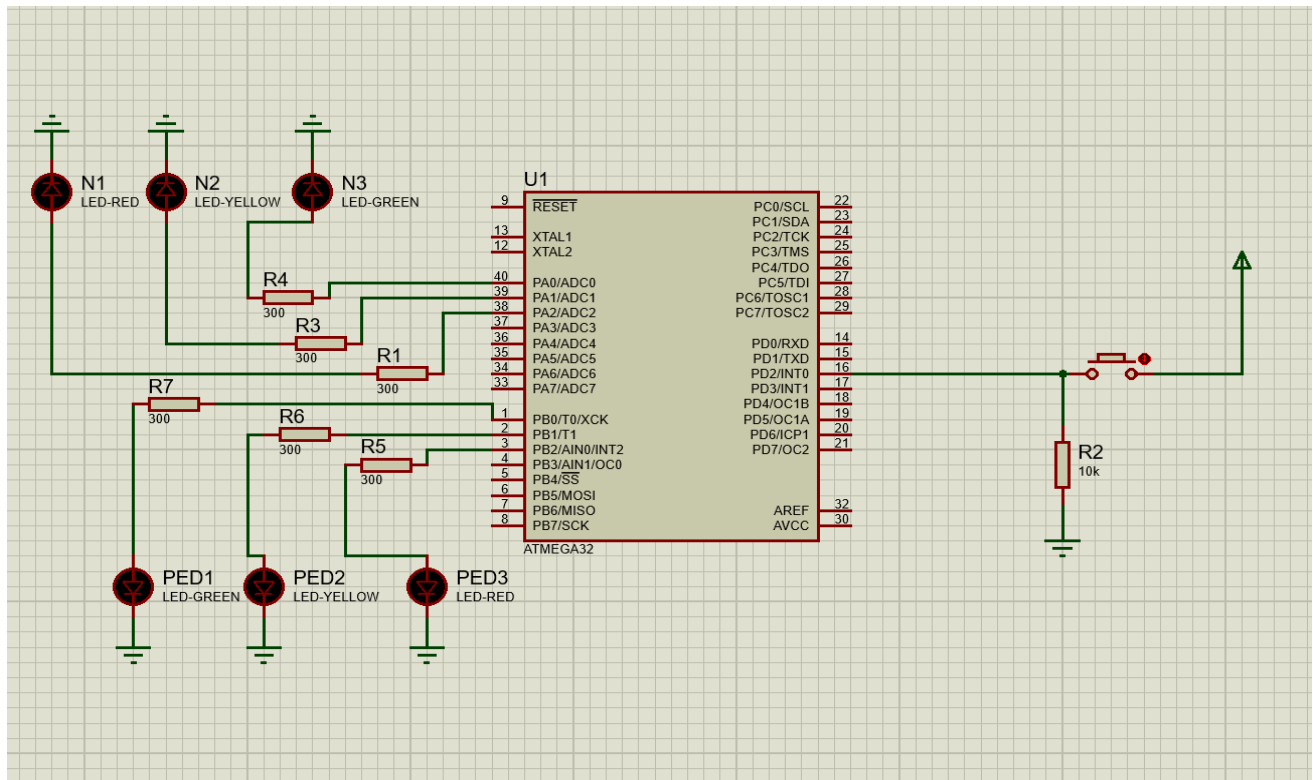 N1
LED-RED
N2
LED-YELLOW
N3
LED-GREEN
R4
300
R3
300
R1
300
R7
300
R6
300
R5
300
PED1
LED-GREEN
PED2
LED-YELLOW
PED3
LED-RED
U1
9 RESET
13 XTAL1
12 XTAL2
40 PA0/ADC0
39 PA1/ADC1
38 PA2/ADC2
37 PA3/ADC3
36 PA4/ADC4
35 PA5/ADC5
34 PA6/ADC6
33 PA7/ADC7
1 PB0/T0/XCK
2 PB1/T1
3 PB2/AIN0/INT2
4 PB3/AIN1/OC0
5 PB4/SS
6 PB5/MOSI
7 PB6/MISO
8 PB7/SCK
PC0/SCL 22
PC1/SDA 23
PC2/TCK 24
PC3/TMS 25
PC4/TDO 26
PC5/TDI 27
PC6/TOSC1 28
PC7/TOSC2 29
PD0/RXD 14
PD1/TXD 15
PD2/INT0 16
PD3/INT1 17
PD4/OC1B 18
PD5/OC1A 19
PD6/ICP1 20
PD7/OC2 21
AREF 32
AVCC 30
ATMEGA32
R2
10k